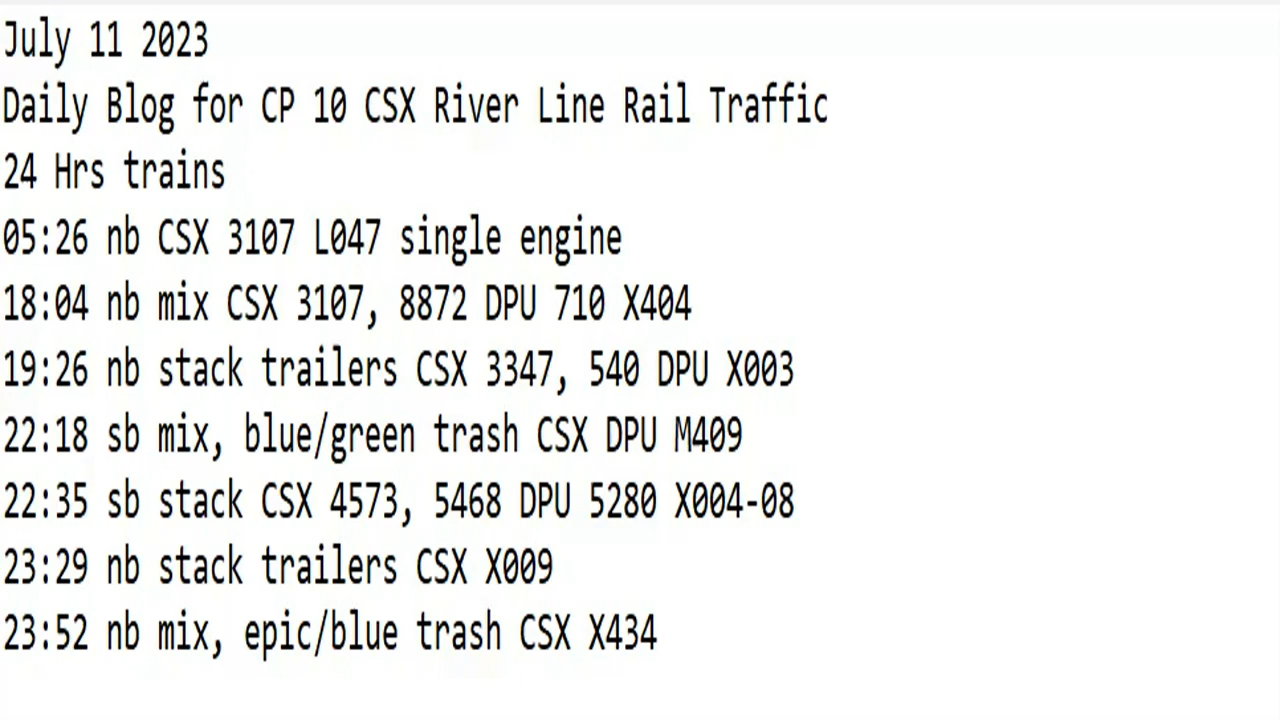 July 11 2023
Daily Blog for CP 10 CSX River Line Rail Traffic
24 Hrs trains
05:26 nb CSX 3107 L047 single engine
18:04 nb mix CSX 3107, 8872 DPU 710 X404
19:26 nb stack trailers CSX 3347, 540 DPU X003
22:18 sb mix, blue/green trash CSX DPU M409
22:35 sb stack CSX 4573, 5468 DPU 5280 X004-08
23:29 nb stack trailers CSX X009
23:52 nb mix, epic/blue trash CSX X434